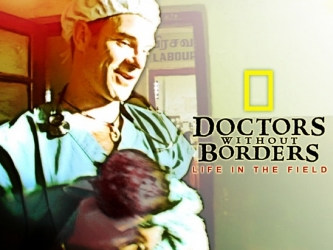 LABOUR
DOCTORS
WITHOUT
BORDERS
LIFE IN THE FIELD